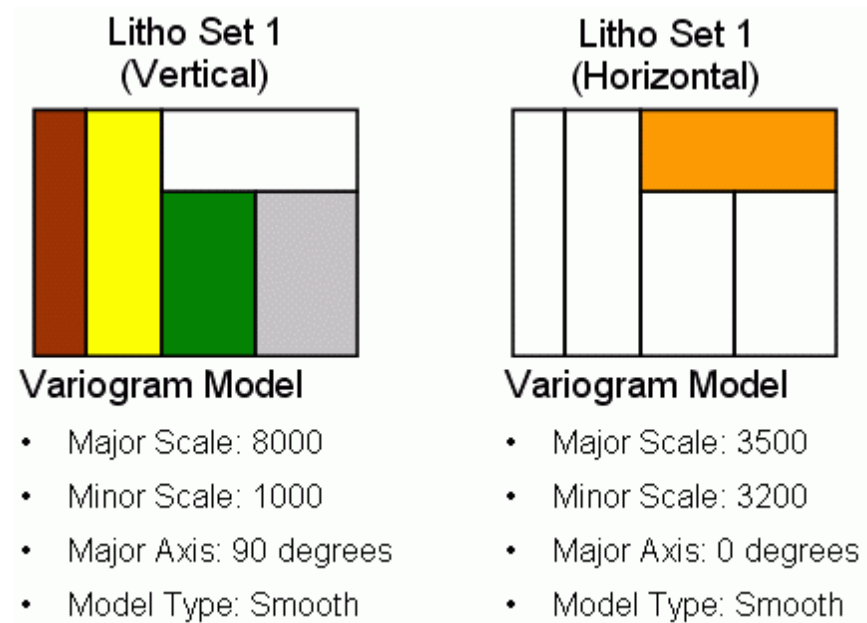 Litho Set 1
(Vertical)
Variogram Model
• Major Scale: 8000
• Minor Scale: 1000
• Major Axis: 90 degrees
• Model Type: Smooth
Litho Set 1
(Horizontal)
Variogram Model
• Major Scale: 3500
• Minor Scale: 3200
• Major Axis: 0 degrees
• Model Type: Smooth